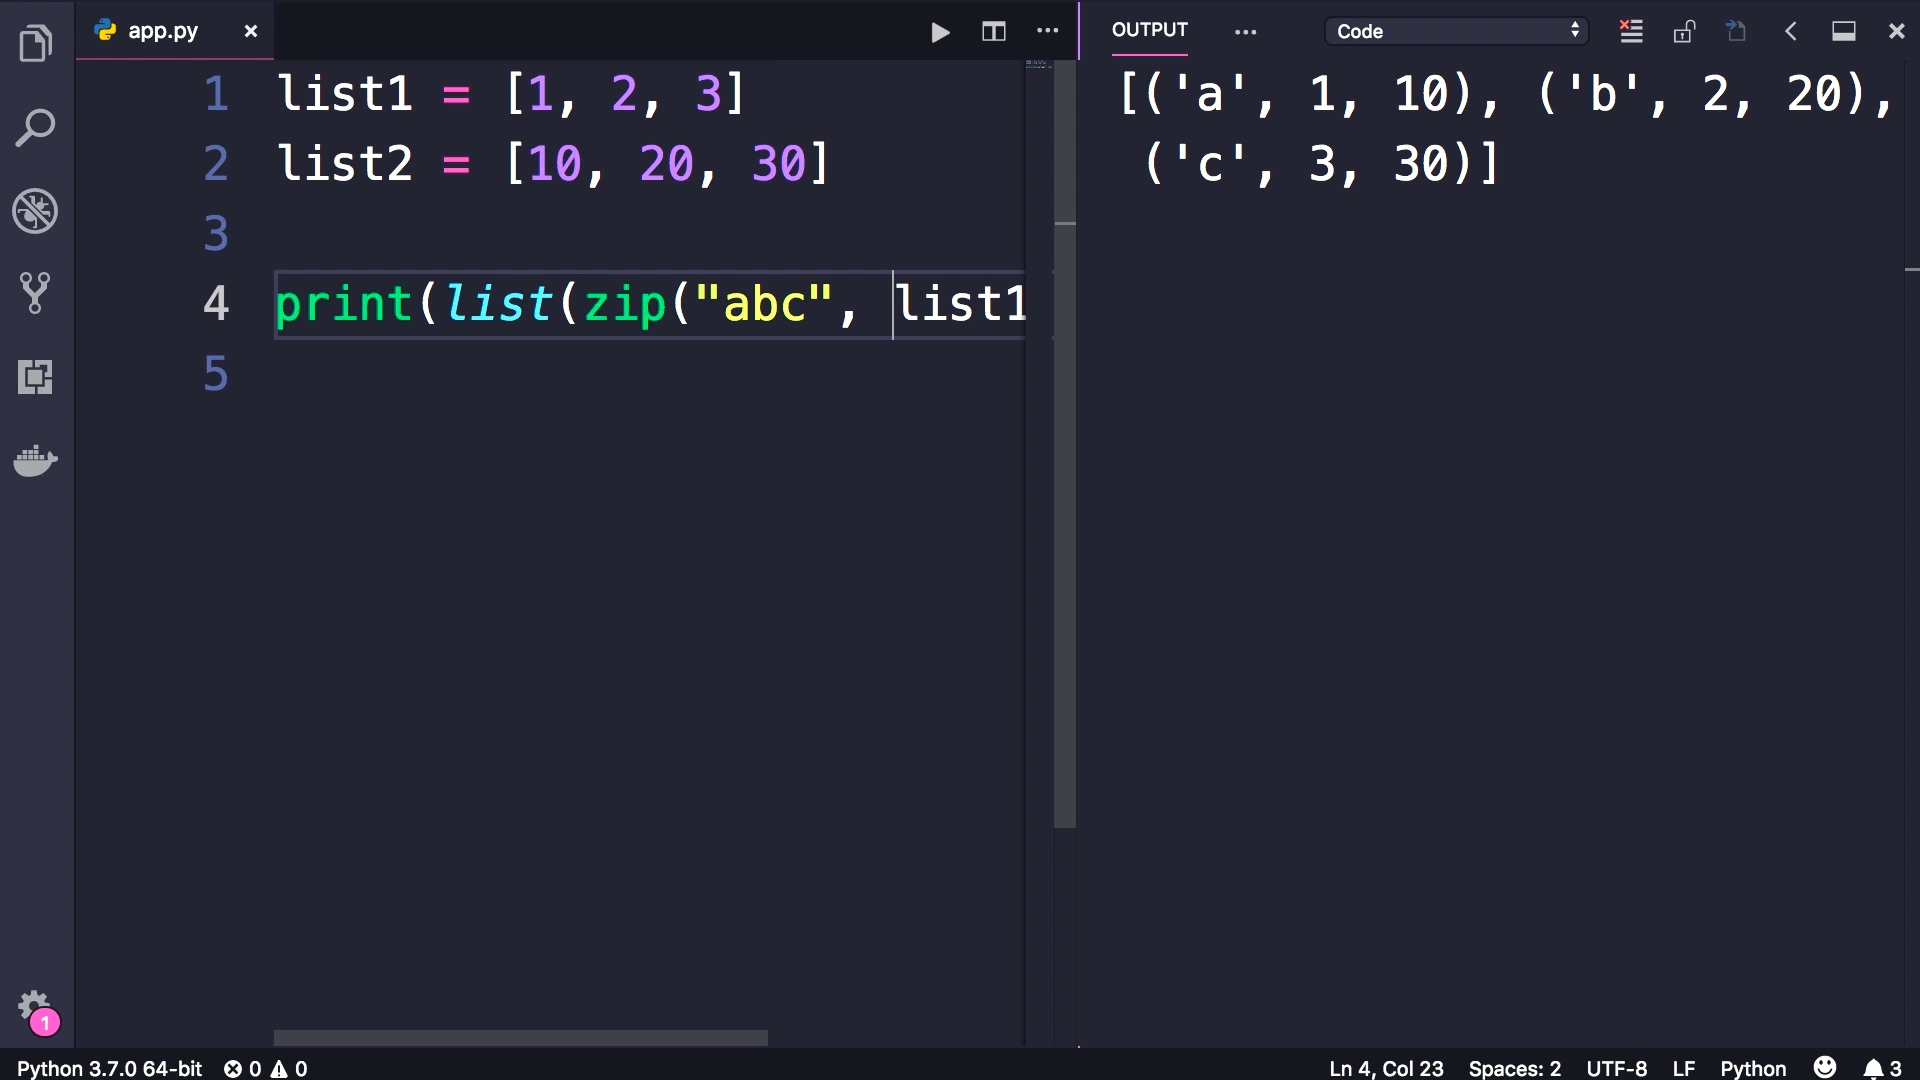 app.py
OUTPUT
Code
1 list1 = [1, 2, 3]
2 list2 = [10, 20, 30]
3
4 print(list(zip("abc", list1
5
[('a', 1, 10), ('b', 2, 20),
('c', 3, 30)]
1
Python 3.7.0 64-bit 0 0 Ln 4, Col 23 Spaces: 2 UTF-8 LF Python 3